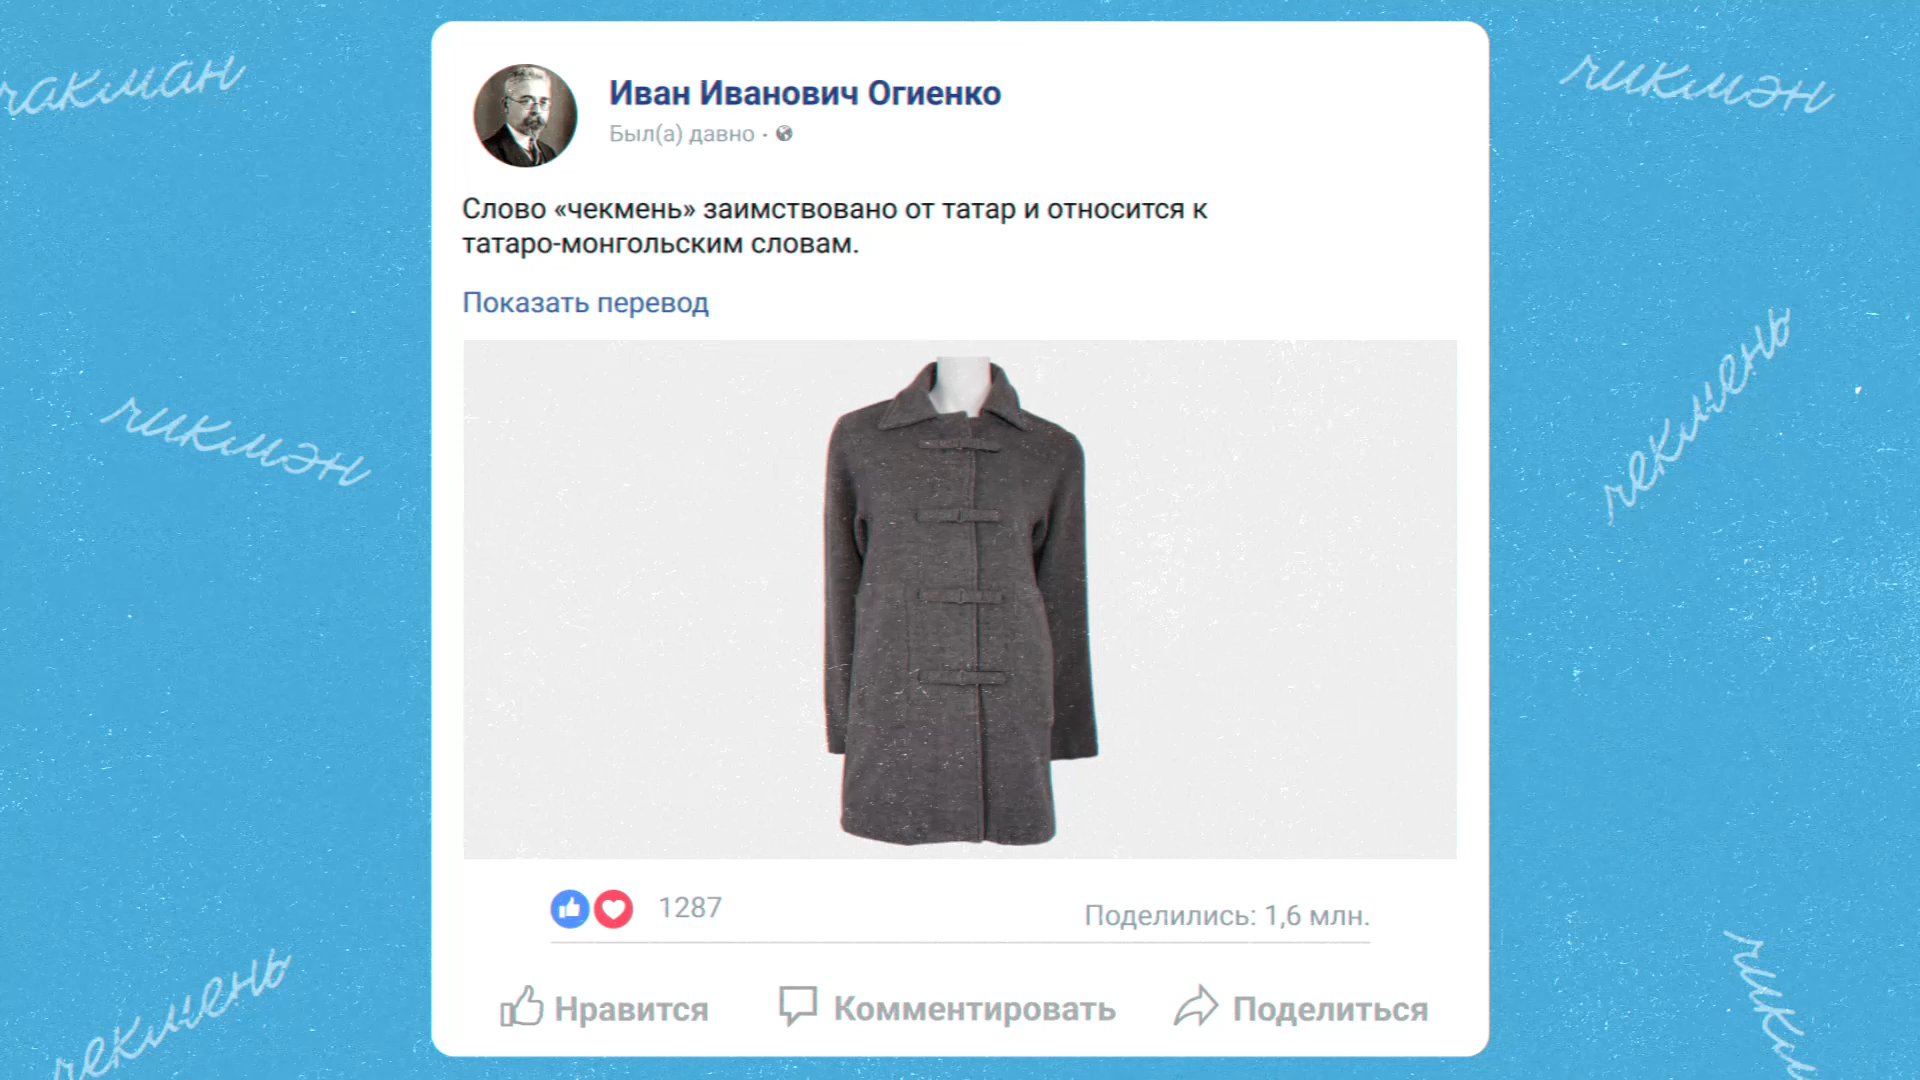 чакман
чикмэн
Иван Иванович Огиенко
Был(а) давно ·
Слово «чекмень» заимствовано от татар и относится к
татаро-монгольским словам.
Показать перевод
чикмэн
чекмень
1287
Поделились: 1,6 млн.
чекмень
Нравится
Комментировать
Поделиться